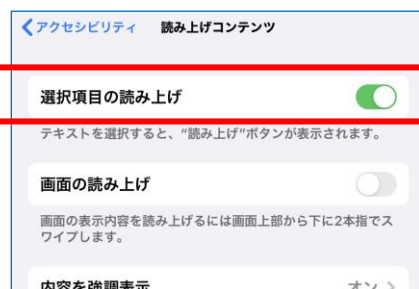 アクセシビリティ 読み上げコンテンツ
選択項目の読み上げ
テキストを選択すると、“読み上げ”ボタンが表示されます。
画面の読み上げ
画面の表示内容を読み上げるには画面上部から下に2本指でス
ワイプします。
内容を強調表示 オン